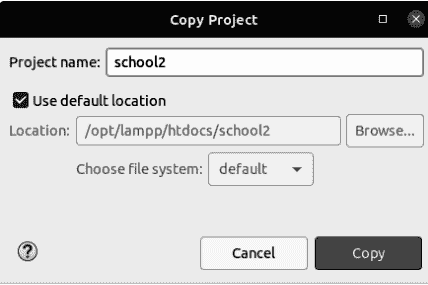 Copy Project
Project name: school2
Use default location
Location: /opt/lampp/htdocs/school2 Browse...
Choose file system: default
? Cancel Copy